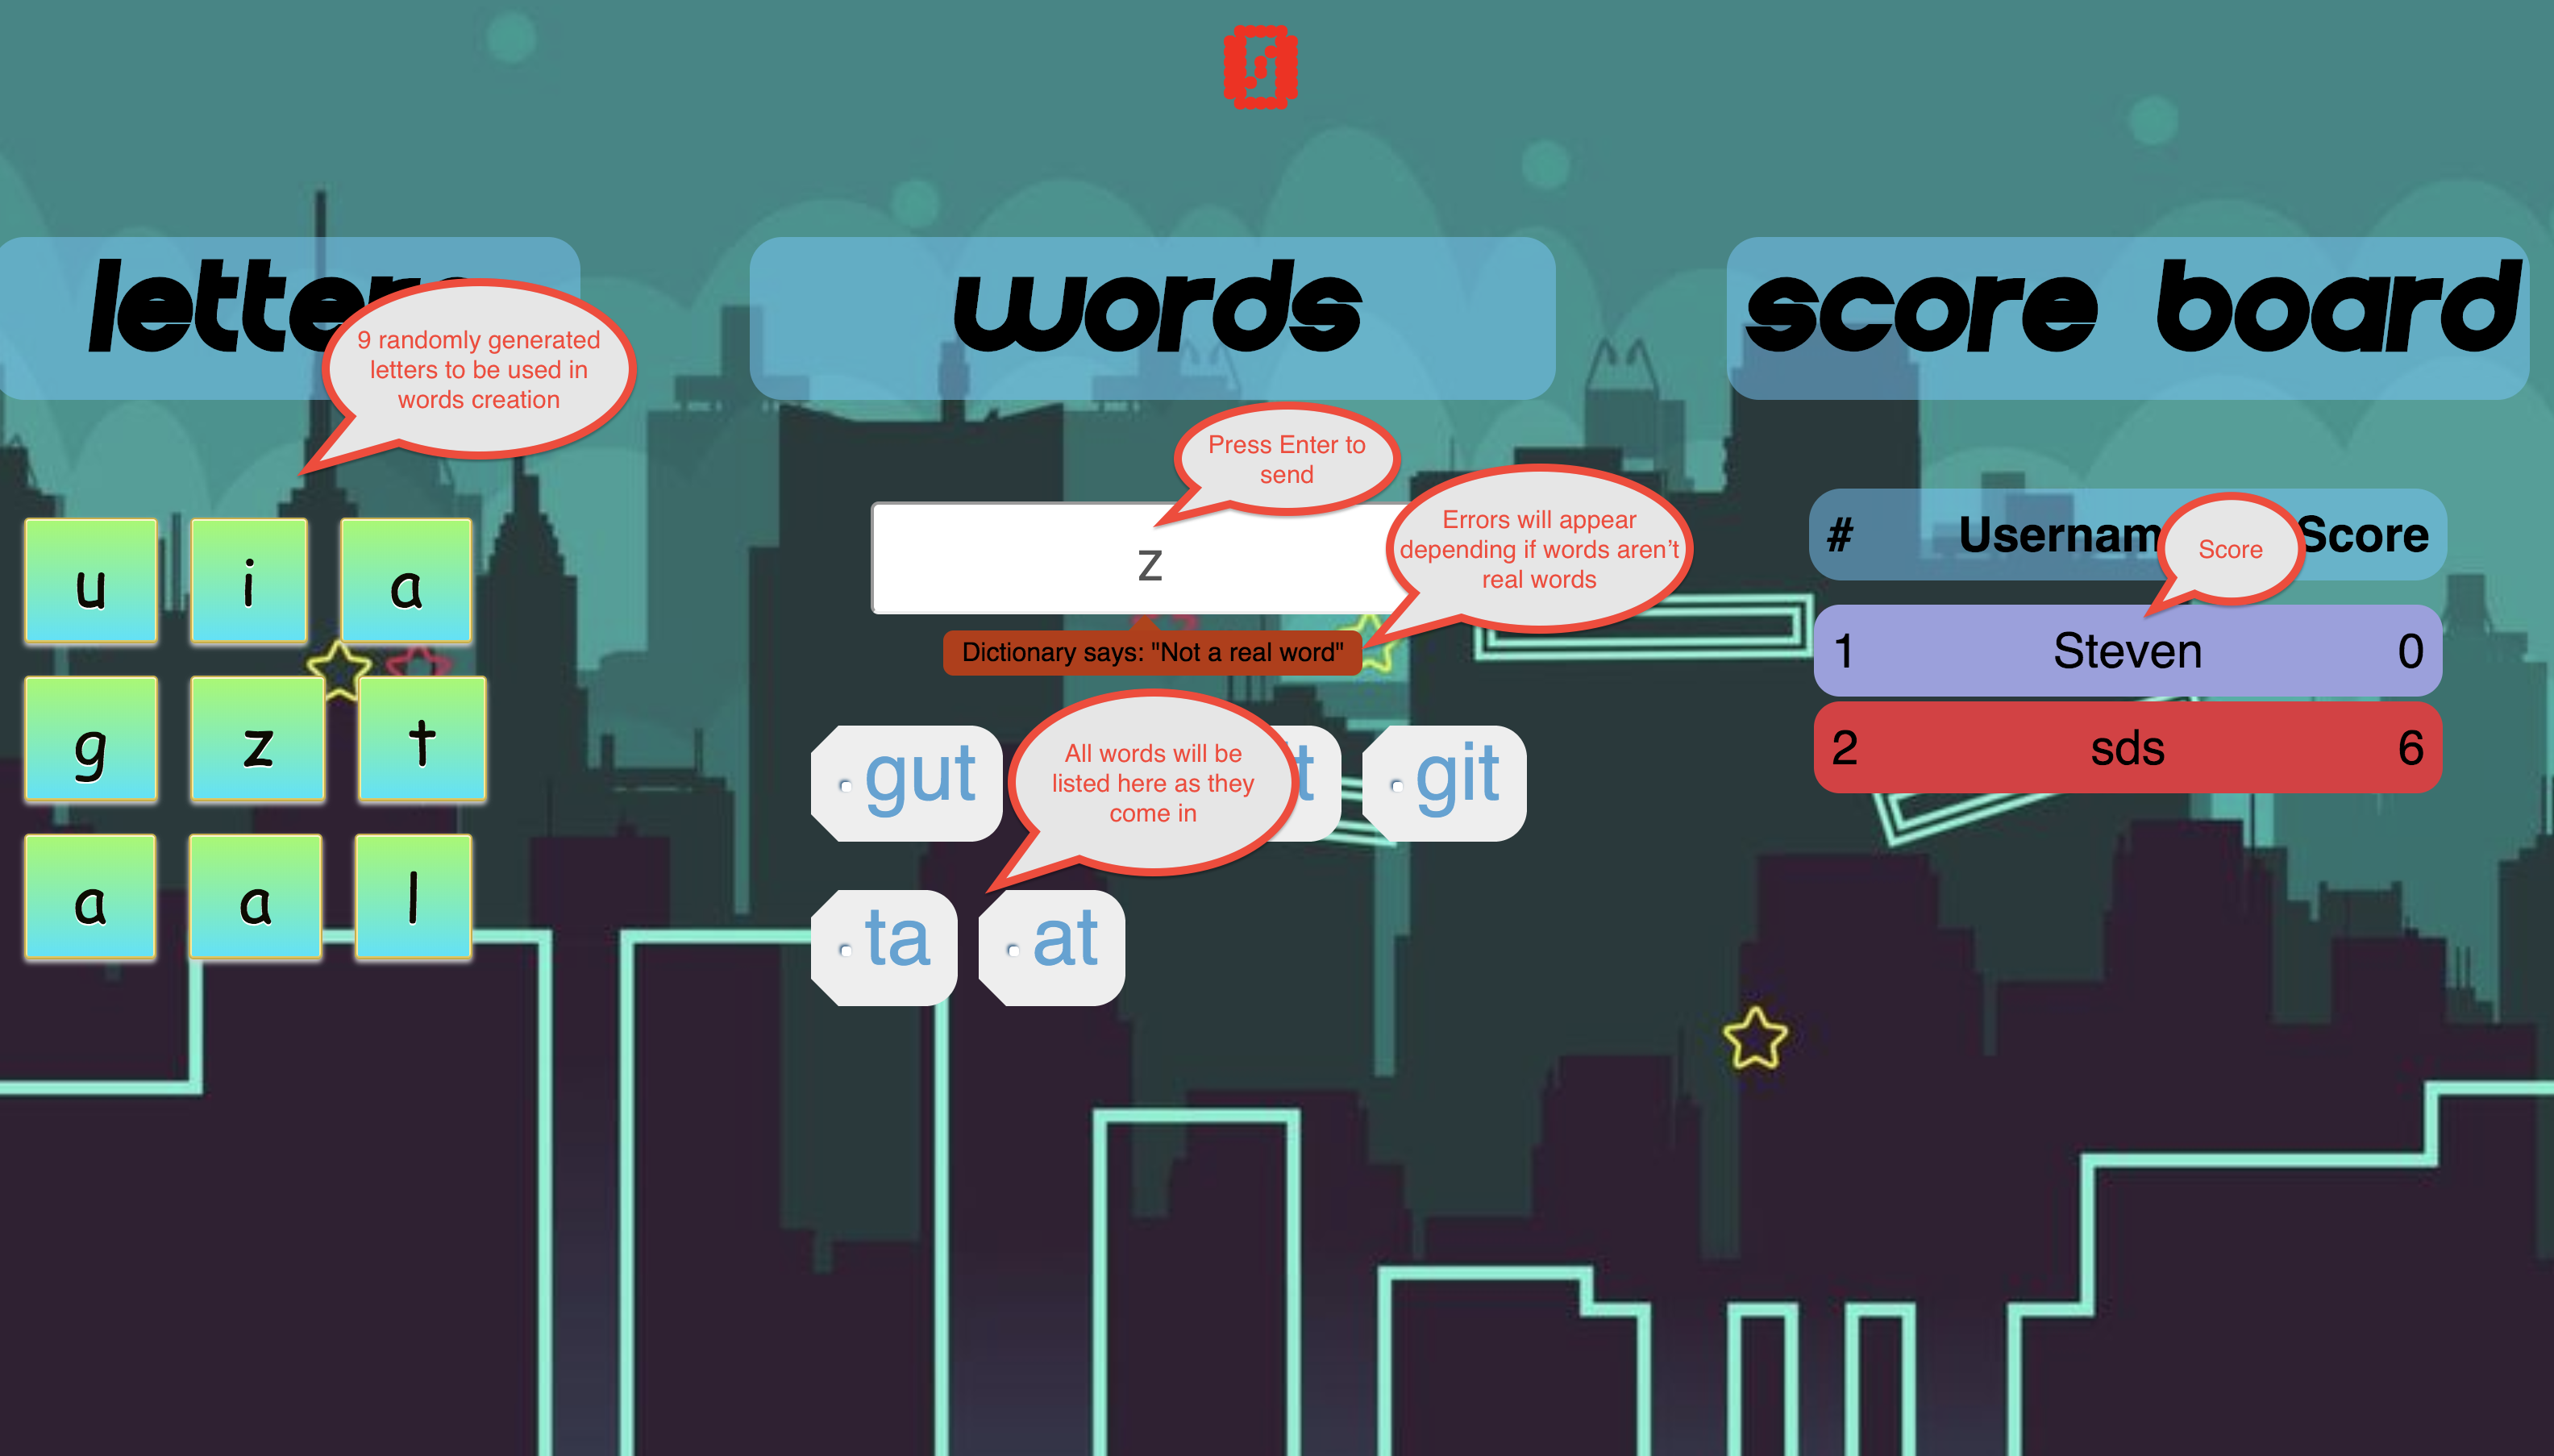 0
letters
words
score board
9 randomly generated
letters to be used in
words creation
u i a
g z t
a a l
Press Enter to
send
z
Errors will appear
depending if words aren't
real words
Dictionary says: "Not a real word"
gut
All words will be
listed here as they
come in
git
ta at
# Score
Score
1 Steven 0
2 sds 6